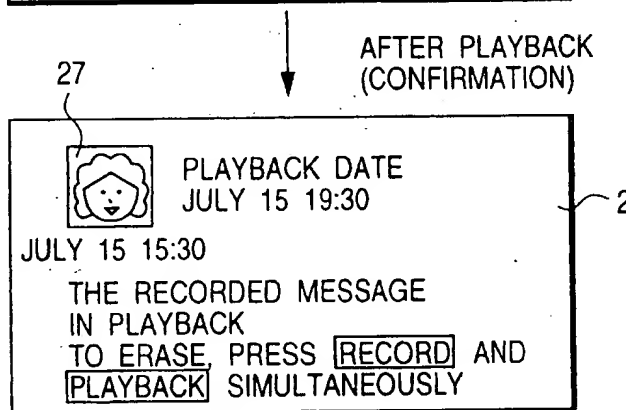 AFTER PLAYBACK
(CONFIRMATION)
27
PLAYBACK DATE
JULY 15 19:30
2
JULY 15 15:30
THE RECORDED MESSAGE
IN PLAYBACK
TO ERASE, PRESS RECORD AND
PLAYBACK SIMULTANEOUSLY